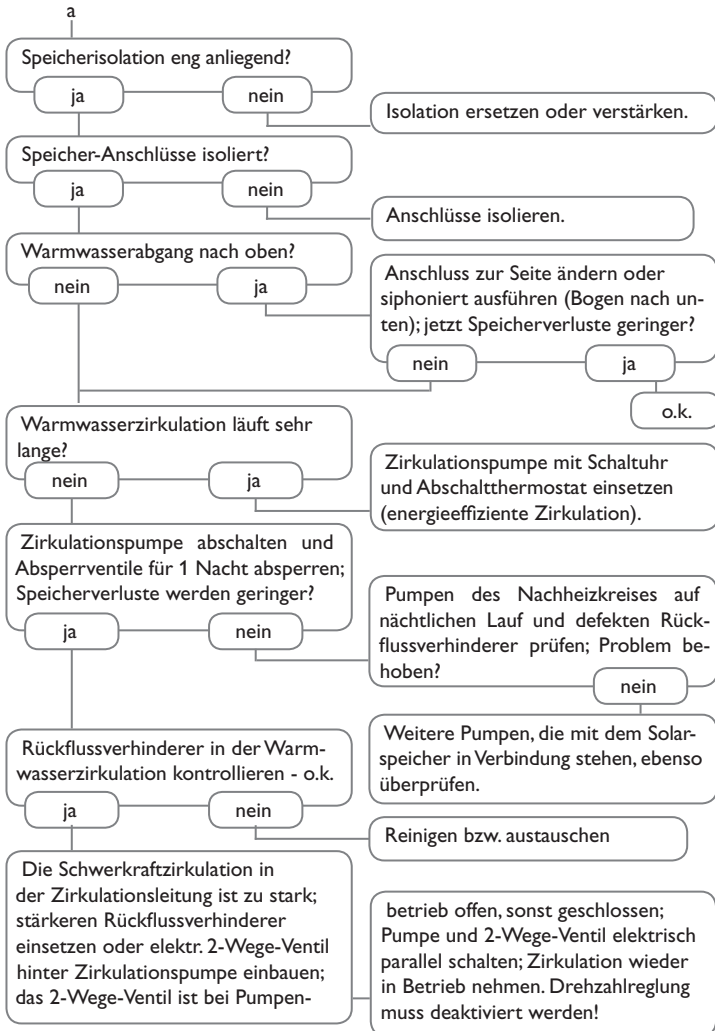 a
Speicherisolation eng anliegend?
ja
nein
Isolation ersetzen oder verstärken.
Speicher-Anschlüsse isoliert?
ja
nein
Anschlüsse isolieren.
Warmwasserabgang nach oben?
nein
ja
Anschluss zur Seite ändern oder
siphoniert ausführen (Bogen nach un-
ten); jetzt Speicherverluste geringer?
nein
ja
o.k.
Warmwasserzirkulation läuft sehr
lange?
nein
ja
Zirkulationspumpe mit Schaltuhr
und Abschaltthermostat einsetzen
(energieeffiziente Zirkulation).
Zirkulationspumpe abschalten und
Absperrventile für 1 Nacht absperren;
Speicherverluste werden geringer?
ja
nein
Pumpen des Nachheizkreises auf
nächtlichen Lauf und defekten Rück-
flussverhinderer prüfen; Problem be-
hoben?
nein
Weitere Pumpen, die mit dem Solar-
speicher in Verbindung stehen, ebenso
überprüfen.
Rückflussverhinderer in der Warm-
wasserzirkulation kontrollieren - o.k.
ja
nein
Reinigen bzw. austauschen
Die Schwerkraftzirkulation in
der Zirkulationsleitung ist zu stark;
stärkeren Rückflussverhinderer
einsetzen oder elektr. 2-Wege-Ventil
hinter Zirkulationspumpe einbauen;
das 2-Wege-Ventil ist bei Pumpen-
betrieb offen, sonst geschlossen;
Pumpe und 2-Wege-Ventil elektrisch
parallel schalten; Zirkulation wieder
in Betrieb nehmen. Drehzahlreglung
muss deaktiviert werden!